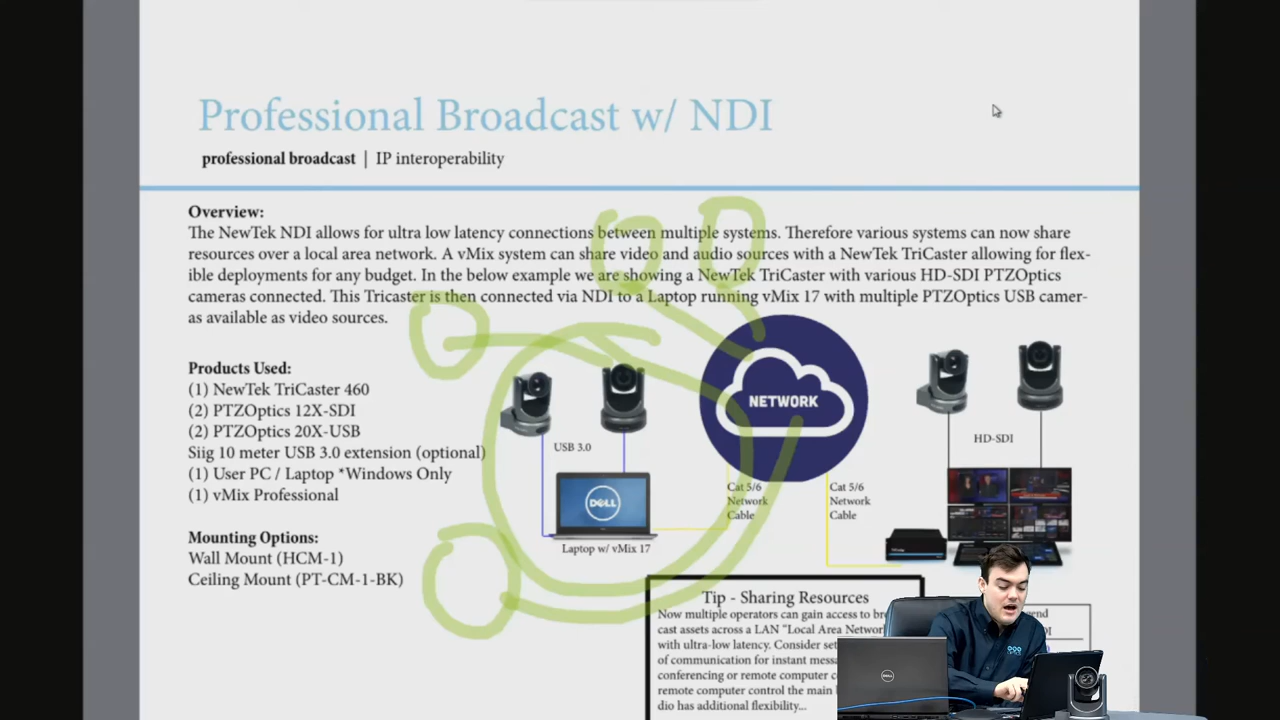 Professional Broadcast w/ NDI
professional broadcast | IP interoperability
Overview:
The NewTek NDI allows for ultra low latency connections between multiple systems. Therefore various systems can now share
resources over a local area network. A vMix system can share video and audio sources with a NewTek TriCaster allowing for flex-
ible deployments for any budget. In the below example we are showing a NewTek TriCaster with various HD-SDI PTZOptics
cameras connected. This Tricaster is then connected via NDI to a Laptop running vMix 17 with multiple PTZOptics USB camer-
as available as video sources.
Products Used:
(1) NewTek TriCaster 460
(2) PTZOptics 12X-SDI
(2) PTZOptics 20X-USB
Siig 10 meter USB 3.0 extension (optional)
(1) User PC / Laptop *Windows Only
(1) vMix Professional
Mounting Options:
Wall Mount (HCM-1)
Ceiling Mount (PT-CM-1-BK)
USB 3.0
DELL
Laptop w/ vMix 17
NETWORK
Cat 5/6
Network
Cable
Cat 5/6
Network
Cable
HD-SDI
Tip - Sharing Resources
Now multiple operators can gain access to
cast assets across a LAN "Local Area
with ultra-low latency. Consider
of communication for instant
conferencing or remote computer
remote computer control the main
dio has additional flexibility...
DELL